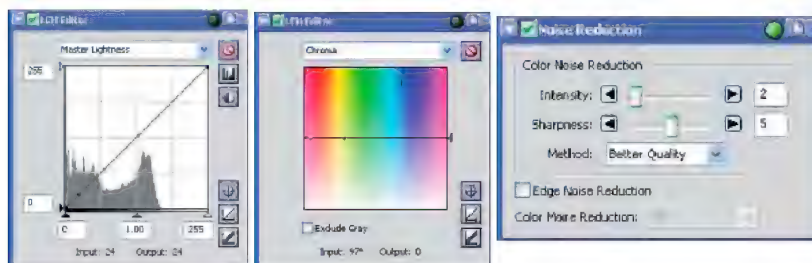 LCH Editor
Master Lightness
255
0
0 1.00 255
Input: 24 Output: 24
LCH Editor
Chroma
Exclude Gray
Input: 97° Output: 0
Noise Reduction
Color Noise Reduction
Intensity: 2
Sharpness: 5
Method: Better Quality
Edge Noise Reduction
Color Moire Reduction: